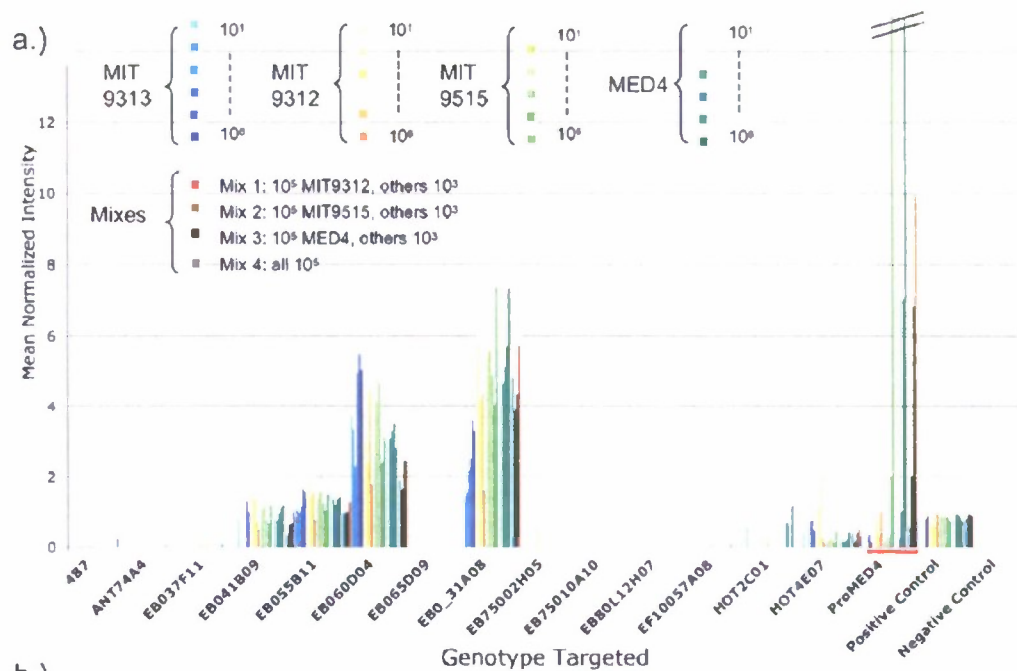 a.)
10¹
10¹
10¹
10¹
MIT
9313
MIT
9312
MIT
9515
MED4
10⁶
10⁶
10⁶
10⁶
Mixes
Mix 1: 10⁵ MIT9312, others 10³
Mix 2: 10⁵ MIT9515, others 10³
Mix 3: 10⁵ MED4, others 10³
Mix 4: all 10⁵
Mean Normalized Intensity
12
10
8
6
4
2
0
4B7
ANT74A4
EB037F11
EB041B09
EB055B11
EB060D04
EB065D09
EB0_31A08
EB75002H05
EB75010A10
EBB0L12H07
EF10057A08
HOT2C01
HOT4E07
ProMED4
Positive Control
Negative Control
Genotype Targeted